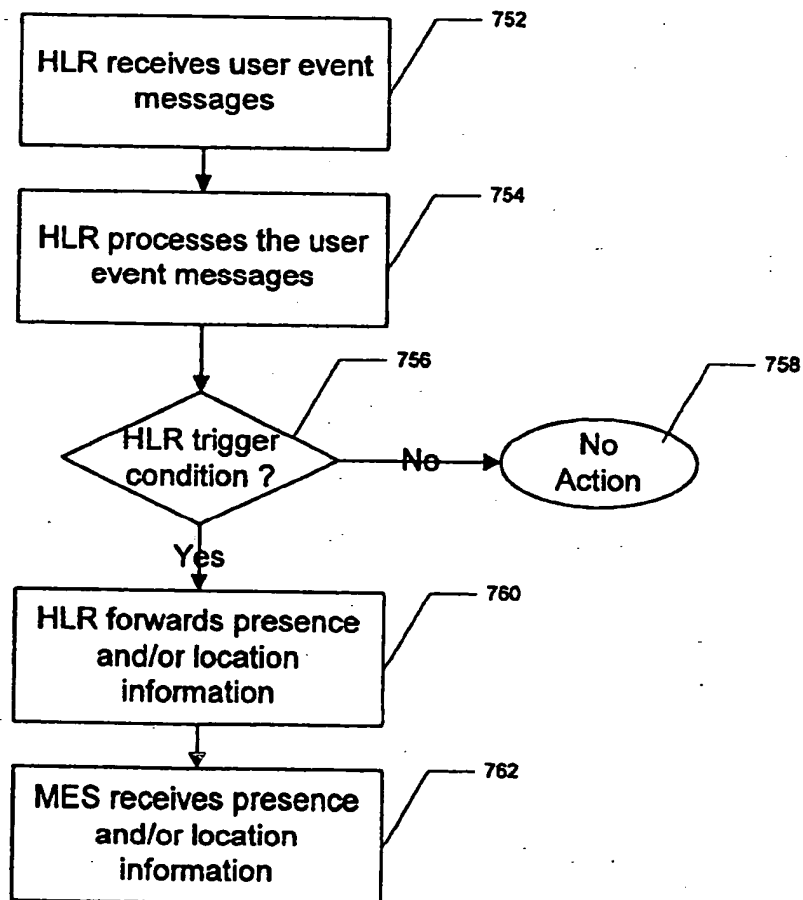 752
HLR receives user event
messages
754
HLR processes the user
event messages
756
758
HLR trigger
condition ?
No
No
Action
Yes
760
HLR forwards presence
and/or location
information
762
MES receives presence
and/or location
information